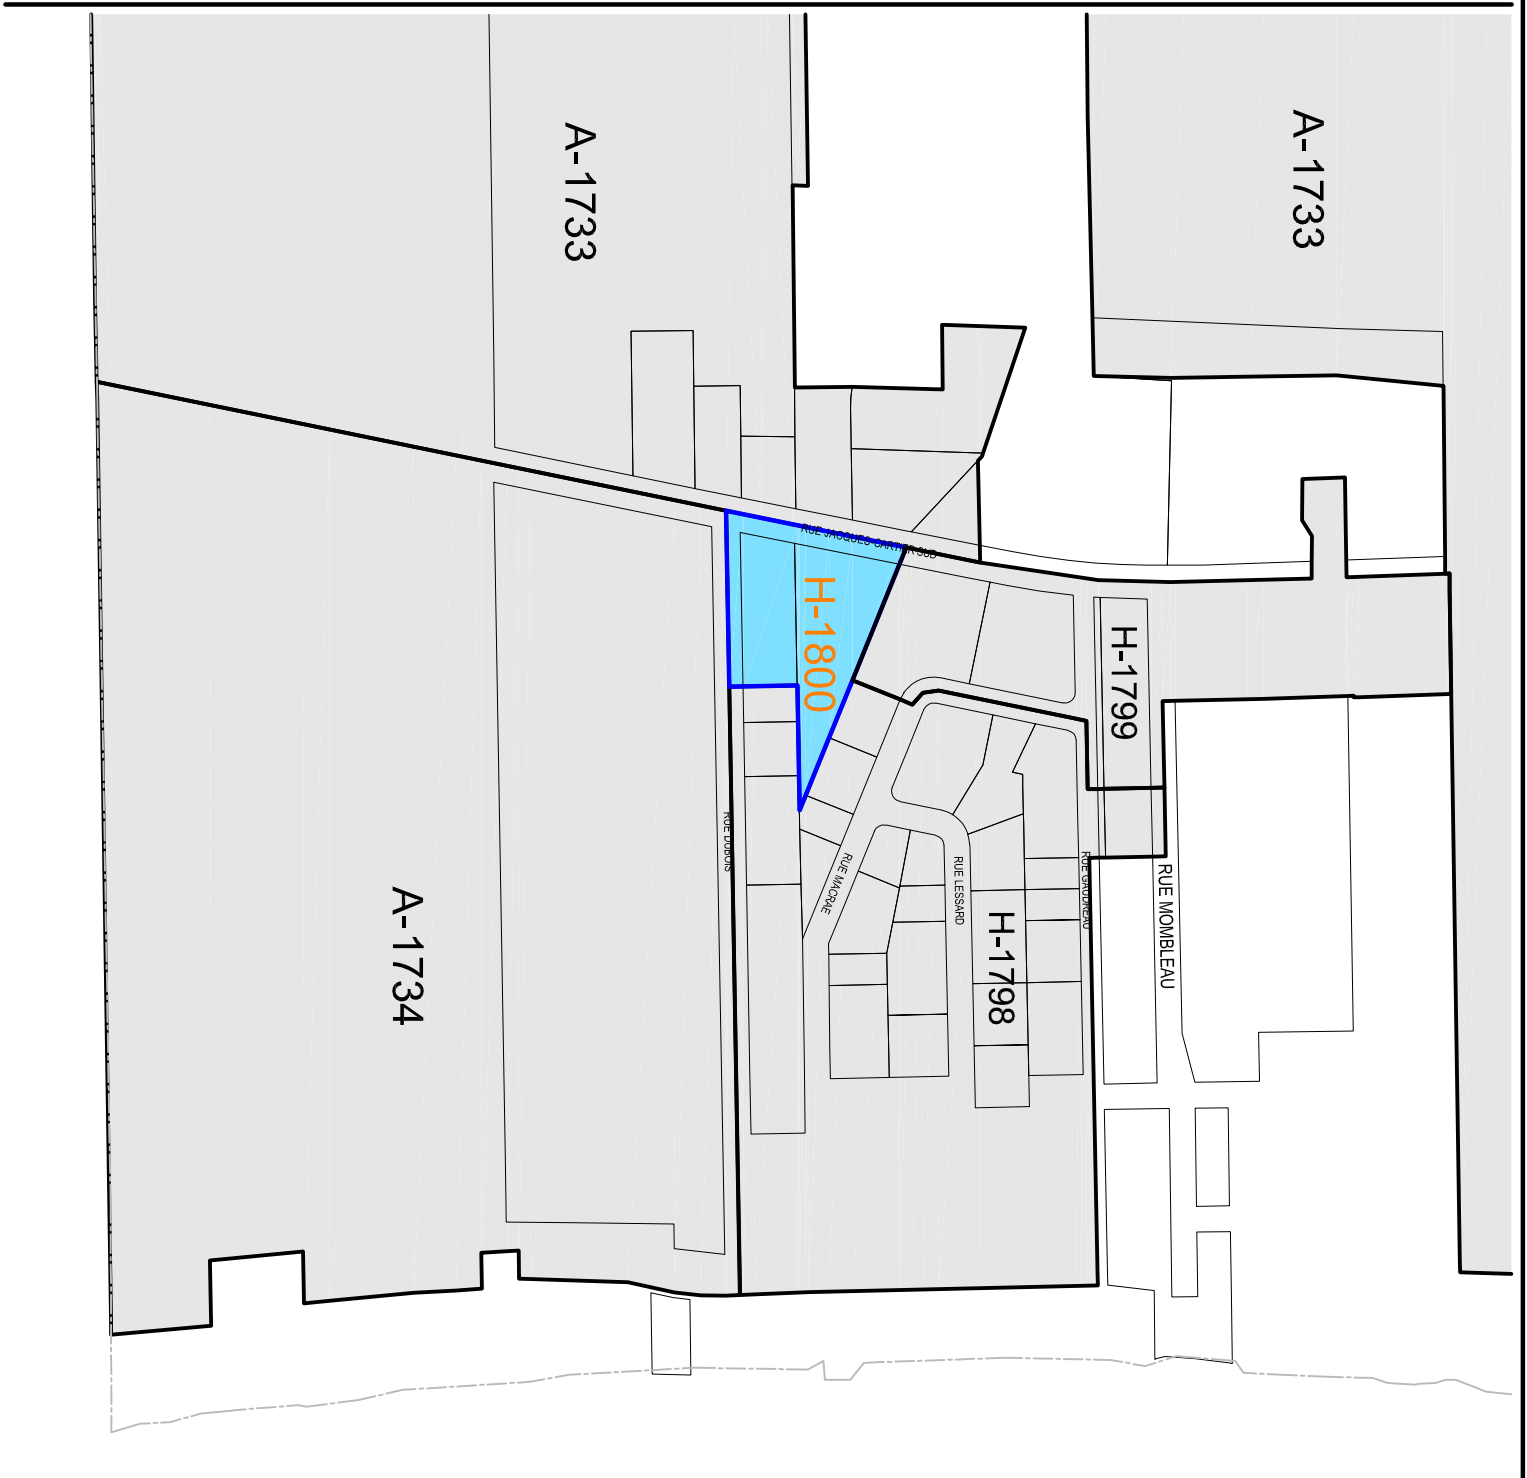 A-1733
A-1733
RUE JACQUES-CARTIER SUD
H-1800
H-1799
RUE DUBOIS
RUE MACRAE
RUE LESSARD
RUE GAUDREAU
RUE MOMBLEAU
A-1734
H-1798